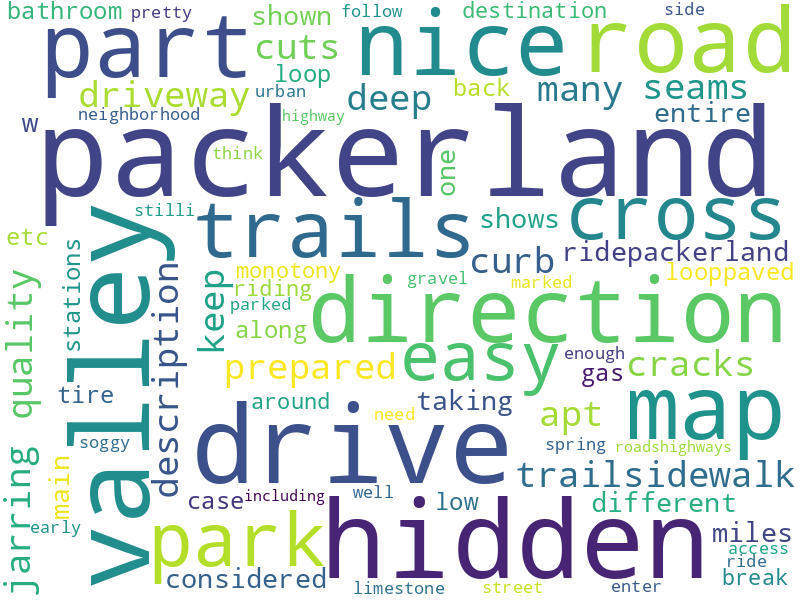 bathroom pretty shown follow destination side
part cuts nice road
loop
driveway urban deep back many seams
w neighborhood highway entire
packerland
think one
stilli trails shows cross
etc curb ridepackerland
stations description keep monotony gravel marked looppaved
riding
parked
valley along direction
quality
prepared easy enough cracks
gas
tire around taking map
drive need apt
soggy spring roadshighways
jarring main trailsidewalk
case including well low different
early park hidden miles
access
considered ride break
limestone street enter